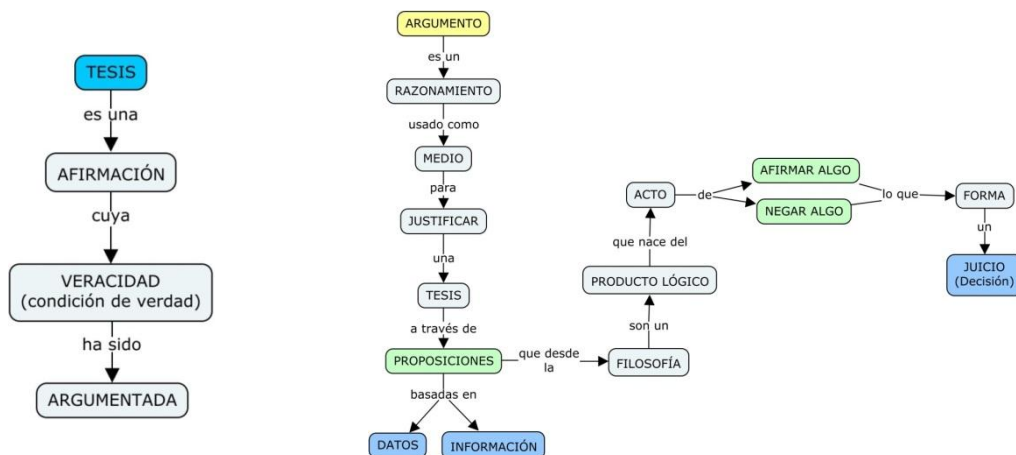 TESIS
es una
AFIRMACIÓN
cuya
VERACIDAD
(condición de verdad)
ha sido
ARGUMENTADA
ARGUMENTO
es un
RAZONAMIENTO
usado como
MEDIO
para
JUSTIFICAR
una
TESIS
a través de
PROPOSICIONES
basadas en
DATOS
INFORMACIÓN
que desde
la
FILOSOFÍA
son un
PRODUCTO LÓGICO
que nace del
ACTO
de
AFIRMAR ALGO
NEGAR ALGO
lo que
FORMA
un
JUICIO
(Decisión)